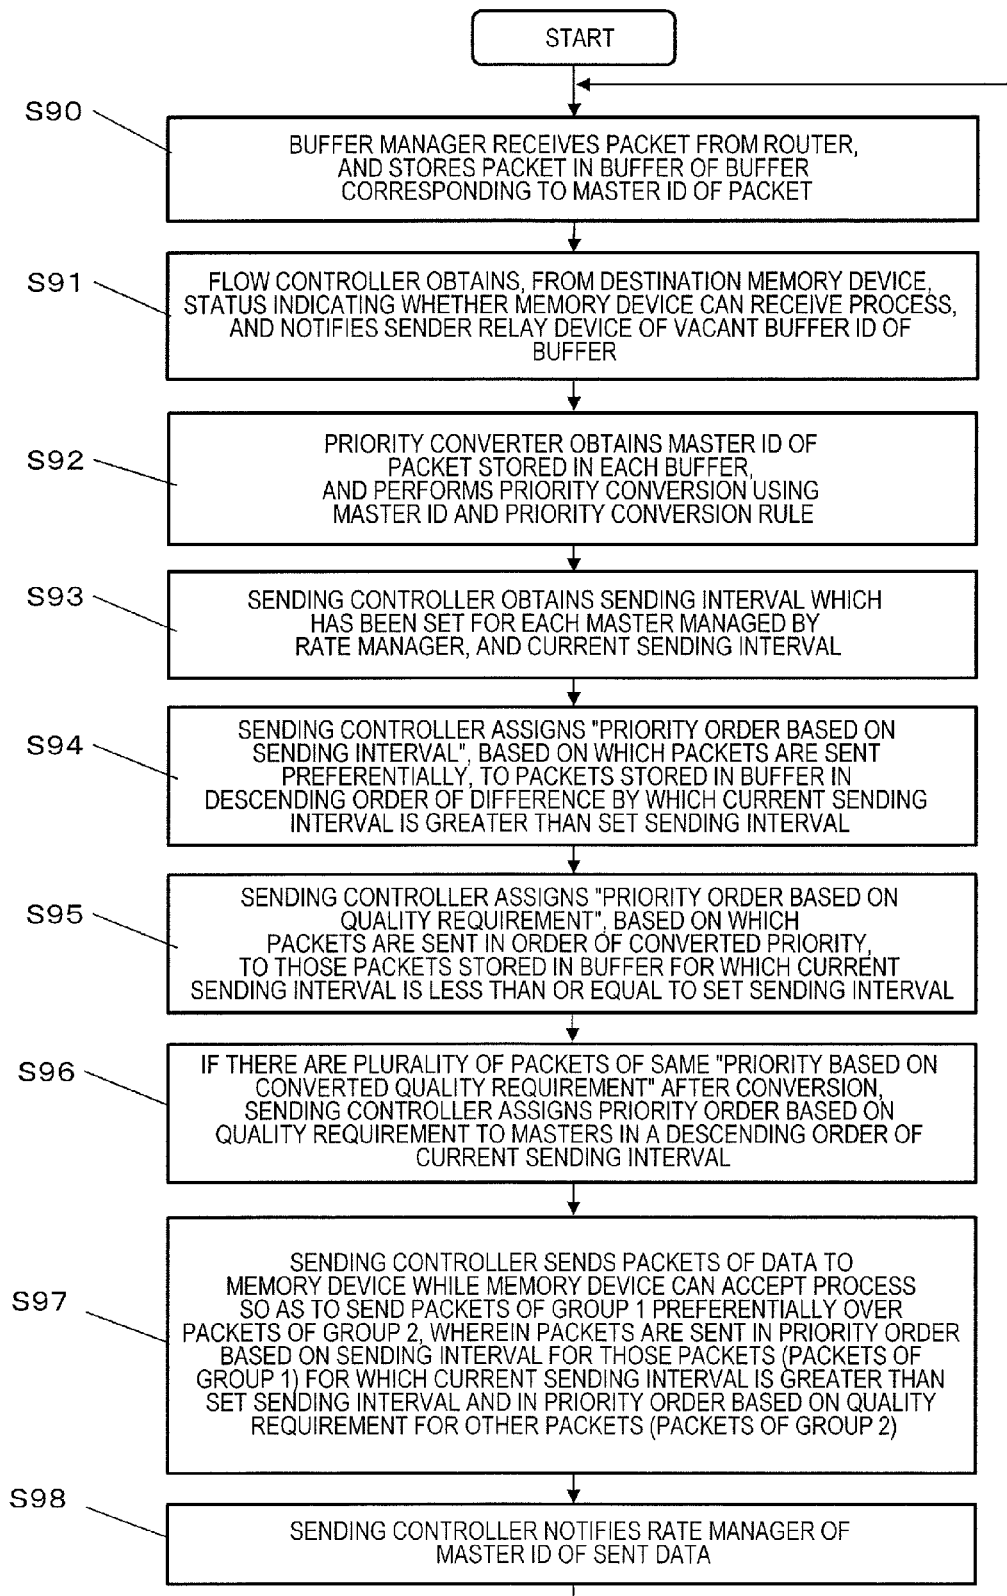 START
S90
BUFFER MANAGER RECEIVES PACKET FROM ROUTER,
AND STORES PACKET IN BUFFER OF BUFFER
CORRESPONDING TO MASTER ID OF PACKET
S91
FLOW CONTROLLER OBTAINS, FROM DESTINATION MEMORY DEVICE,
STATUS INDICATING WHETHER MEMORY DEVICE CAN RECEIVE PROCESS,
AND NOTIFIES SENDER RELAY DEVICE OF VACANT BUFFER ID OF
BUFFER
S92
PRIORITY CONVERTER OBTAINS MASTER ID OF
PACKET STORED IN EACH BUFFER,
AND PERFORMS PRIORITY CONVERSION USING
MASTER ID AND PRIORITY CONVERSION RULE
S93
SENDING CONTROLLER OBTAINS SENDING INTERVAL WHICH
HAS BEEN SET FOR EACH MASTER MANAGED BY
RATE MANAGER, AND CURRENT SENDING INTERVAL
S94
SENDING CONTROLLER ASSIGNS "PRIORITY ORDER BASED ON
SENDING INTERVAL", BASED ON WHICH PACKETS ARE SENT
PREFERENTIALLY, TO PACKETS STORED IN BUFFER IN
DESCENDING ORDER OF DIFFERENCE BY WHICH CURRENT SENDING
INTERVAL IS GREATER THAN SET SENDING INTERVAL
S95
SENDING CONTROLLER ASSIGNS "PRIORITY ORDER BASED ON
QUALITY REQUIREMENT", BASED ON WHICH
PACKETS ARE SENT IN ORDER OF CONVERTED PRIORITY,
TO THOSE PACKETS STORED IN BUFFER FOR WHICH CURRENT
SENDING INTERVAL IS LESS THAN OR EQUAL TO SET SENDING INTERVAL
S96
IF THERE ARE PLURALITY OF PACKETS OF SAME "PRIORITY BASED ON
CONVERTED QUALITY REQUIREMENT" AFTER CONVERSION,
SENDING CONTROLLER ASSIGNS PRIORITY ORDER BASED ON
QUALITY REQUIREMENT TO MASTERS IN A DESCENDING ORDER OF
CURRENT SENDING INTERVAL
S97
SENDING CONTROLLER SENDS PACKETS OF DATA TO
MEMORY DEVICE WHILE MEMORY DEVICE CAN ACCEPT PROCESS
SO AS TO SEND PACKETS OF GROUP 1 PREFERENTIALLY OVER
PACKETS OF GROUP 2, WHEREIN PACKETS ARE SENT IN PRIORITY ORDER
BASED ON SENDING INTERVAL FOR THOSE PACKETS (PACKETS OF
GROUP 1) FOR WHICH CURRENT SENDING INTERVAL IS GREATER THAN
SET SENDING INTERVAL AND IN PRIORITY ORDER BASED ON QUALITY
REQUIREMENT FOR OTHER PACKETS (PACKETS OF GROUP 2)
S98
SENDING CONTROLLER NOTIFIES RATE MANAGER OF
MASTER ID OF SENT DATA